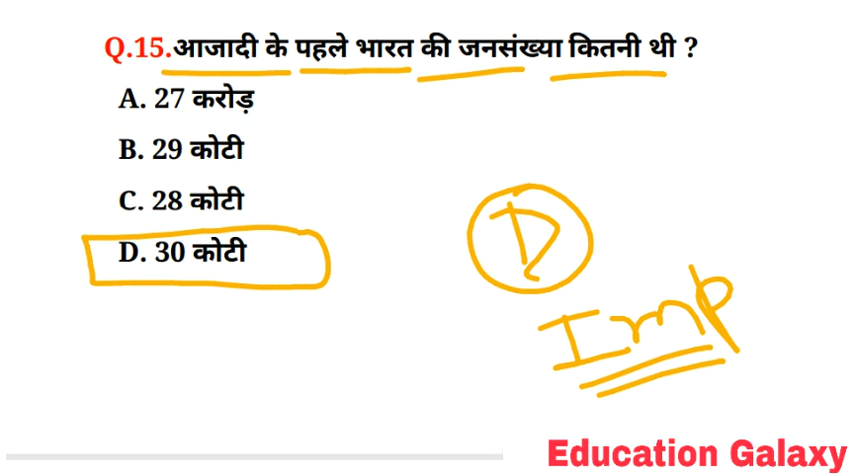 Q.15.आजादी के पहले भारत की जनसंख्या कितनी थी ?
A. 27 करोड़
B. 29 कोटी
C. 28 कोटी
D. 30 कोटी
D
Imp
Education Galaxy